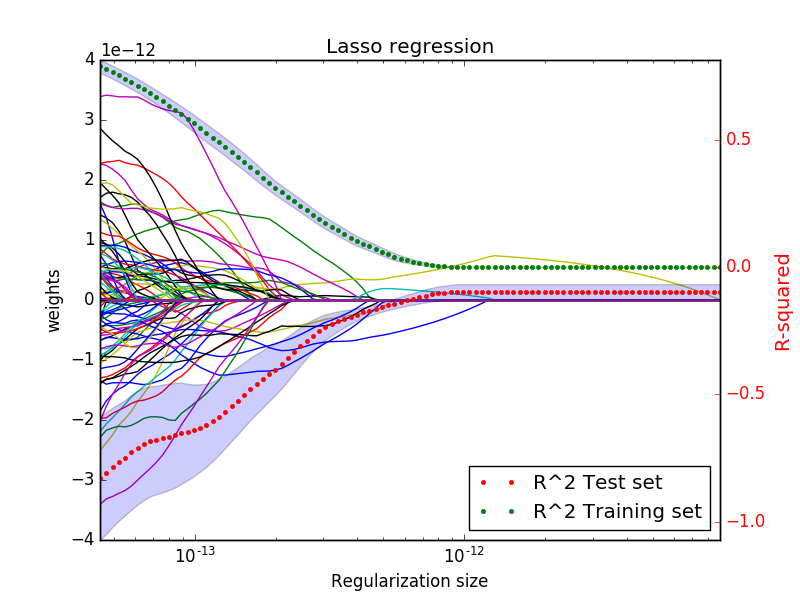 Lasso regression
1e−12
4
3
2
1
0
−1
−2
−3
−4
weights
10⁻¹³
10⁻¹²
Regularization size
0.5
0.0
−0.5
−1.0
R-squared
R^2 Test set
R^2 Training set